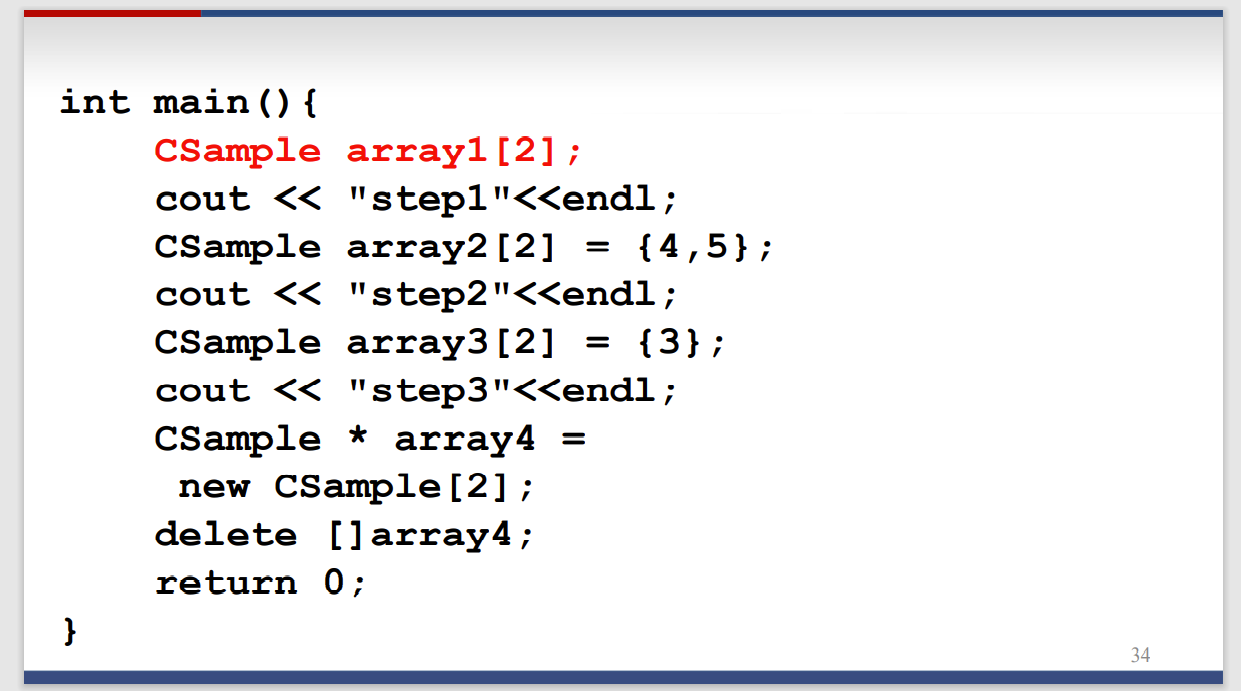 int main(){
CSample array1[2];
cout << "step1"<<endl;
CSample array2[2] = {4,5};
cout << "step2"<<endl;
CSample array3[2] = {3};
cout << "step3"<<endl;
CSample * array4 =
new CSample[2];
delete []array4;
return 0;
}
34